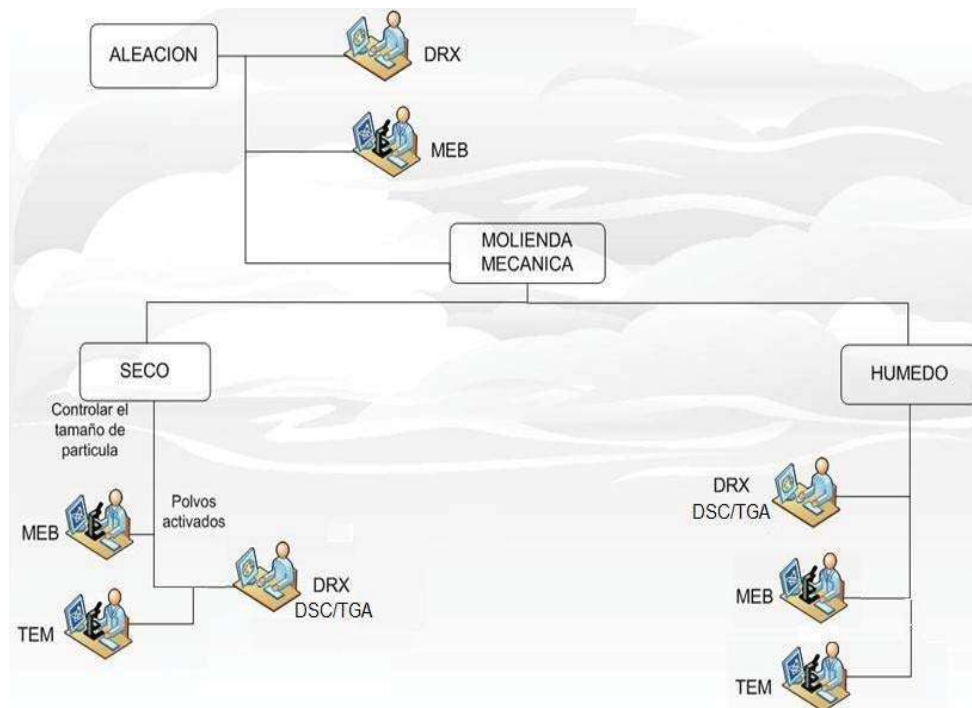 ALEACION
DRX
MEB
MOLIENDA
MECANICA
SECO
HUMEDO
Controlar el
tamaño de
particula
MEB
Polvos
activados
TEM
DRX
DSC/TGA
DRX
DSC/TGA
MEB
TEM